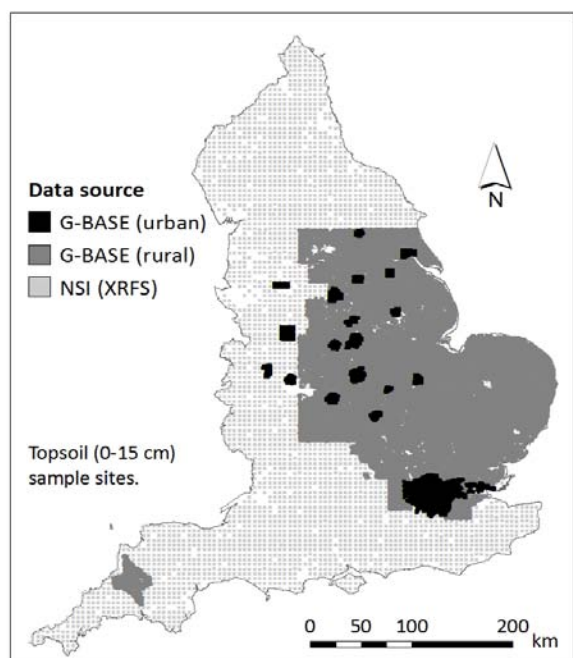 N
Data source
G-BASE (urban)
G-BASE (rural)
NSI (XRFS)
Topsoil (0-15 cm)
sample sites.
0 50 100 200
km